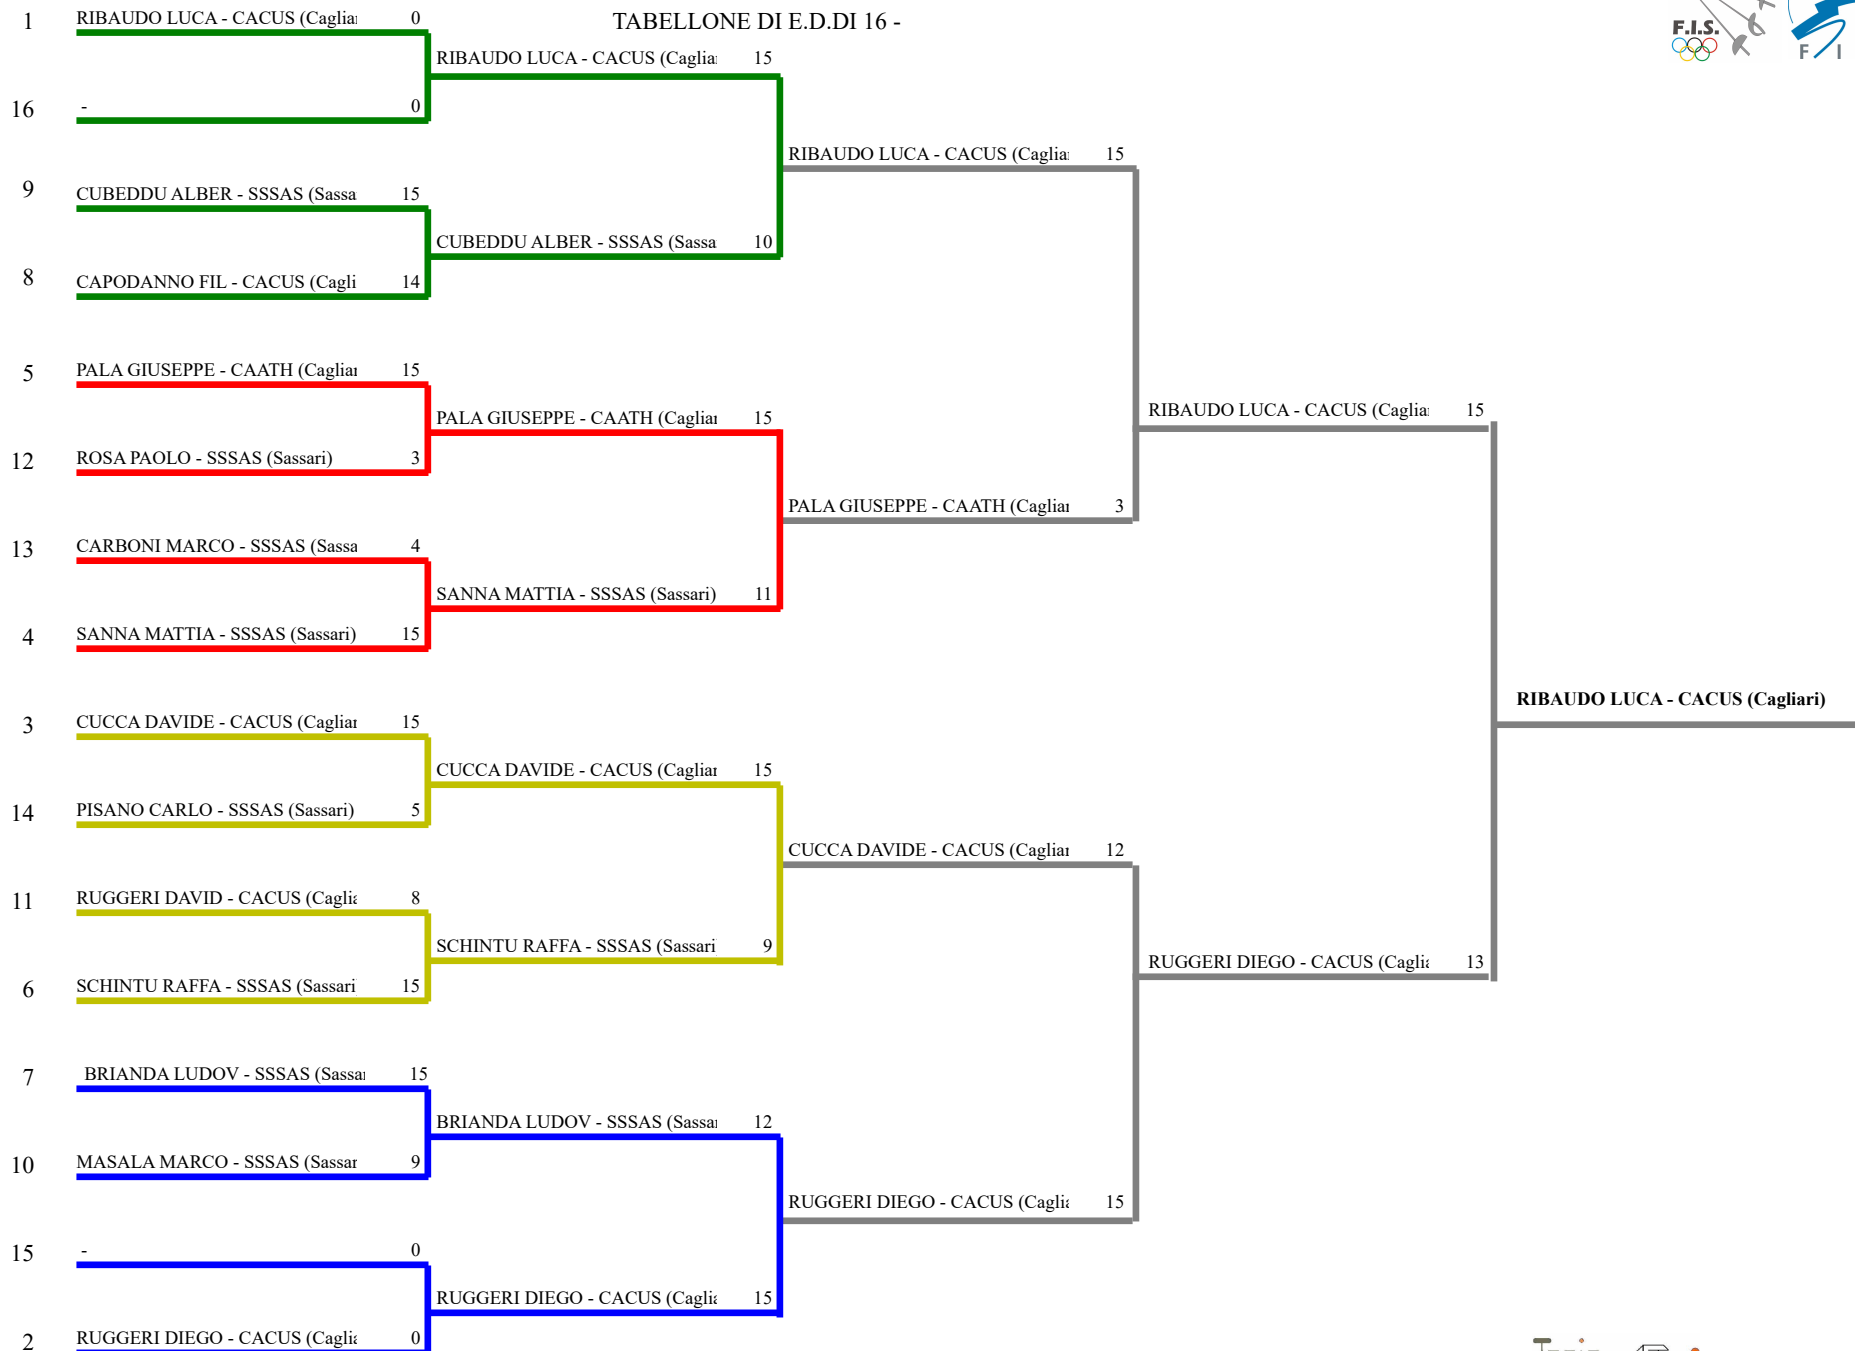 TABELLONE DI E.D.DI 16 -
F.I.S.
F I
1 RIBAUDO LUCA - CACUS (Cagliar 0
RIBAUDO LUCA - CACUS (Cagliar 15
16 - 0
RIBAUDO LUCA - CACUS (Cagliar 15
9 CUBEDDU ALBER - SSSAS (Sassa 15
CUBEDDU ALBER - SSSAS (Sassa 10
8 CAPODANNO FIL - CACUS (Cagli 14
5 PALA GIUSEPPE - CAATH (Cagliar 15
RIBAUDO LUCA - CACUS (Cagliar 15
PALA GIUSEPPE - CAATH (Cagliar 15
12 ROSA PAOLO - SSSAS (Sassari) 3
PALA GIUSEPPE - CAATH (Cagliar 3
13 CARBONI MARCO - SSSAS (Sassa 4
SANNA MATTIA - SSSAS (Sassari) 11
4 SANNA MATTIA - SSSAS (Sassari) 15
RIBAUDO LUCA - CACUS (Cagliari)
3 CUCCA DAVIDE - CACUS (Cagliar 15
CUCCA DAVIDE - CACUS (Cagliar 15
14 PISANO CARLO - SSSAS (Sassari) 5
CUCCA DAVIDE - CACUS (Cagliar 12
11 RUGGERI DAVID - CACUS (Caglia 8
SCHINTU RAFFA - SSSAS (Sassari 9
RUGGERI DIEGO - CACUS (Caglia 13
6 SCHINTU RAFFA - SSSAS (Sassari 15
7 BRIANDA LUDOV - SSSAS (Sassar 15
BRIANDA LUDOV - SSSAS (Sassar 12
10 MASALA MARCO - SSSAS (Sassar 9
RUGGERI DIEGO - CACUS (Caglia 15
15 - 0
RUGGERI DIEGO - CACUS (Caglia 15
2 RUGGERI DIEGO - CACUS (Caglia 0